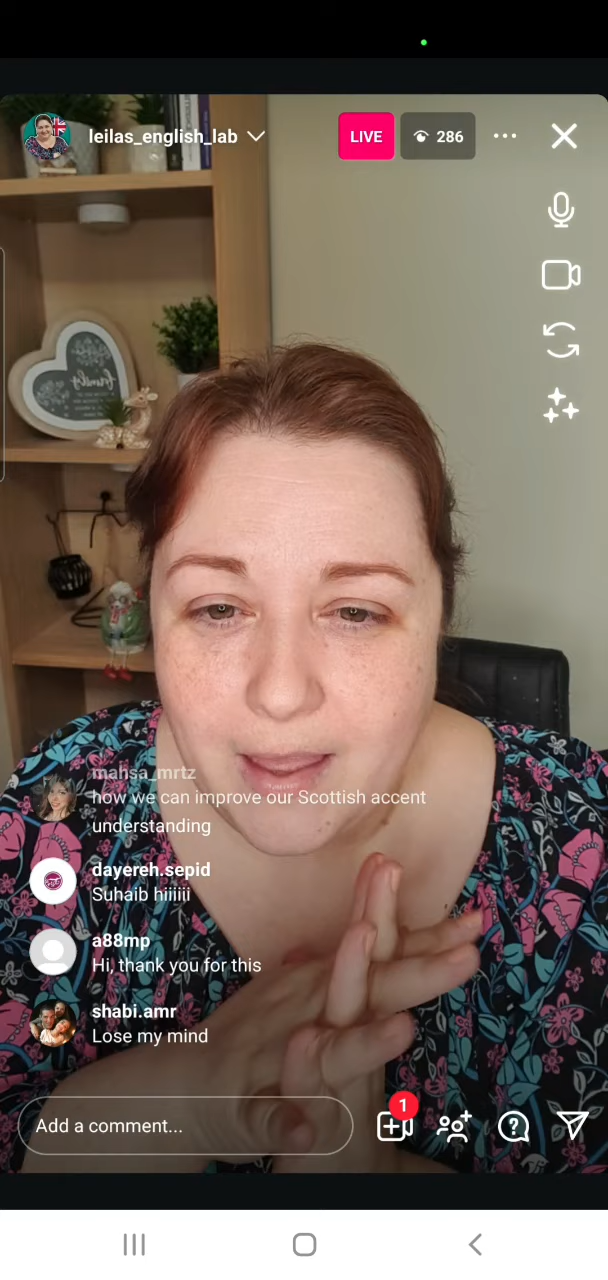 leilas_english_lab
LIVE
286
family
mahsa_mrtz
how we can improve our Scottish accent
understanding
dayereh.sepid
Suhaib hiiiiii
a88mp
Hi, thank you for this
shabi.amr
Lose my mind
1
Add a comment...